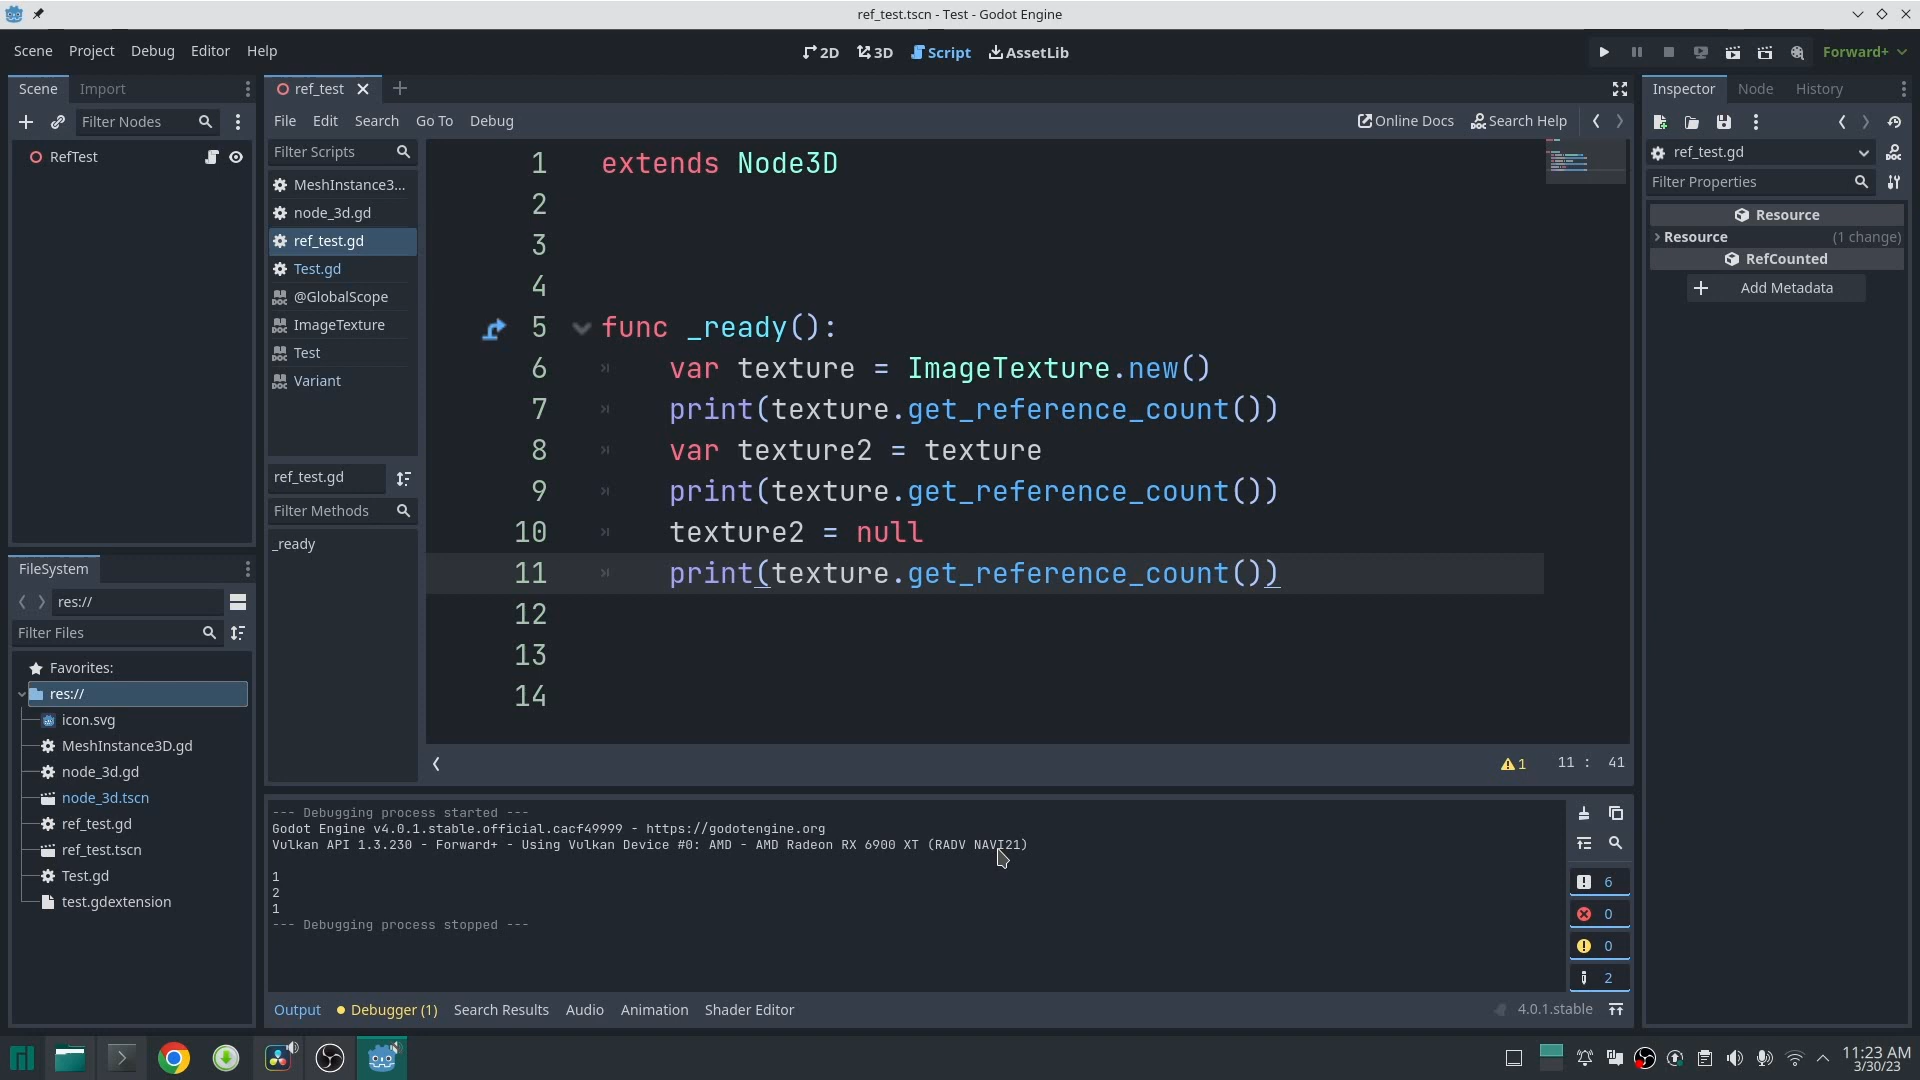 ref_test.tscn - Test - Godot Engine
Scene Project Debug Editor Help
2D 3D Script AssetLib
Forward+
Scene Import
Filter Nodes
RefTest
ref_test
File Edit Search Go To Debug
Online Docs Search Help
Filter Scripts
MeshInstance3...
node_3d.gd
ref_test.gd
Test.gd
@GlobalScope
ImageTexture
Test
Variant
ref_test.gd
Filter Methods
_ready
1 extends Node3D
2
3
4
5 func _ready():
6 var texture = ImageTexture.new()
7 print(texture.get_reference_count())
8 var texture2 = texture
9 print(texture.get_reference_count())
10 texture2 = null
11 print(texture.get_reference_count())
12
13
14
1 11 : 41
FileSystem
res://
Filter Files
Favorites:
res://
icon.svg
MeshInstance3D.gd
node_3d.gd
node_3d.tscn
ref_test.gd
ref_test.tscn
Test.gd
test.gdextension
--- Debugging process started ---
Godot Engine v4.0.1.stable.official.cacf49999 - https://godotengine.org
Vulkan API 1.3.230 - Forward+ - Using Vulkan Device #0: AMD - AMD Radeon RX 6900 XT (RADV NAVI21)
1
2
1
--- Debugging process stopped ---
6
0
0
2
Output Debugger (1) Search Results Audio Animation Shader Editor
4.0.1.stable
Inspector Node History
ref_test.gd
Filter Properties
Resource
Resource (1 change)
RefCounted
Add Metadata
11:23 AM
3/30/23